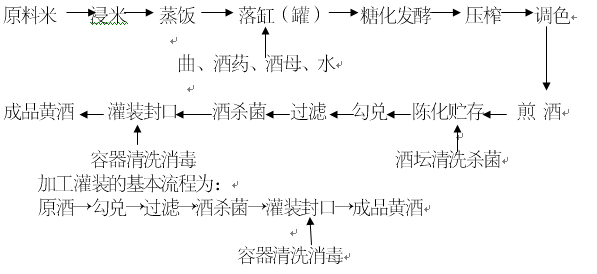 原料米→浸米→蒸饭→落缸（罐）→糖化发酵→压榨→调色
曲、酒药、酒母、水
成品黄酒←灌装封口←酒杀菌←过滤←勾兑←陈化贮存←煎 酒
容器清洗消毒 酒坛清洗杀菌
加工灌装的基本流程为：
原酒→勾兑→过滤→酒杀菌→灌装封口→成品黄酒
容器清洗消毒